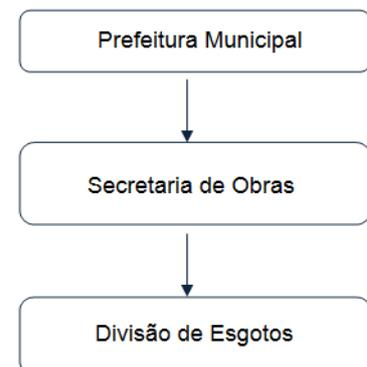 Prefeitura Municipal
Secretaria de Obras
Divisão de Esgotos